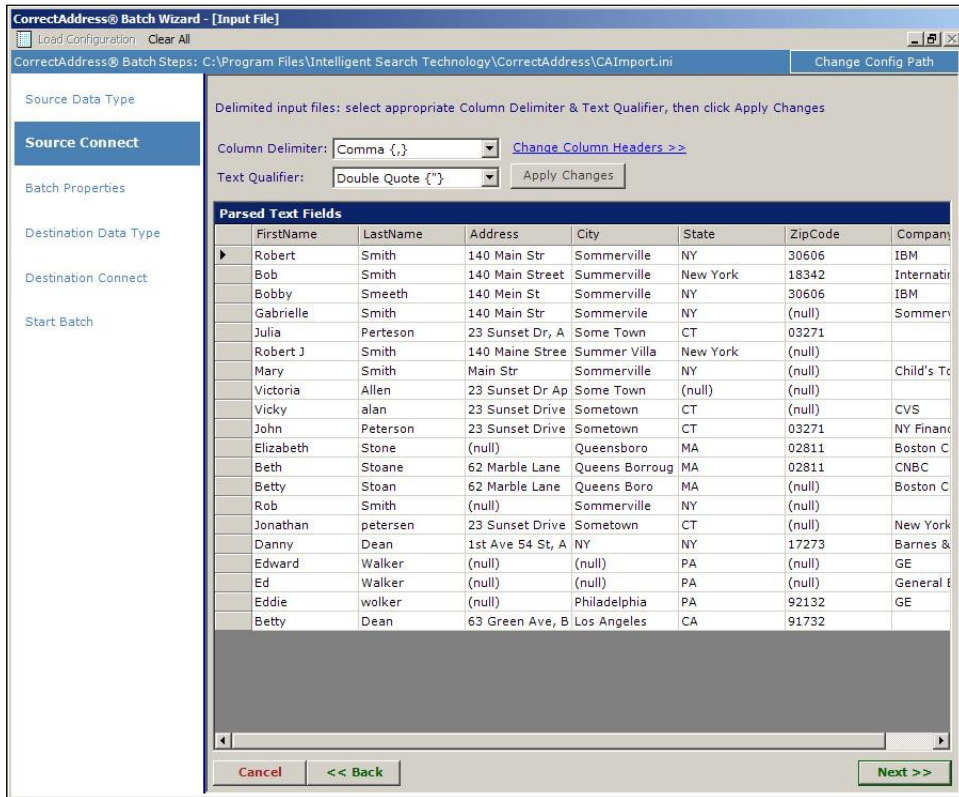 CorrectAddress® Batch Wizard - [Input File]
Load Configuration Clear All
CorrectAddress® Batch Steps: C:\Program Files\Intelligent Search Technology\CorrectAddress\CAImport.ini Change Config Path
Source Data Type
Source Connect
Batch Properties
Destination Data Type
Destination Connect
Start Batch
Delimited input files: select appropriate Column Delimiter & Text Qualifier, then click Apply Changes
Column Delimiter: Comma {,} Change Column Headers >>
Text Qualifier: Double Quote {"} Apply Changes
Parsed Text Fields
FirstName LastName Address City State ZipCode Company
Robert Smith 140 Main Str Sommerville NY 30606 IBM
Bob Smith 140 Main Street Summerville New York 18342 Internatir
Bobby Smeeth 140 Mein St Sommerville NY 30606 IBM
Gabrielle Smith 140 Main Str Sommervile NY (null) Sommerv
Julia Perteson 23 Sunset Dr, A Some Town CT 03271
Robert J Smith 140 Maine Stree Summer Villa New York (null)
Mary Smith Main Str Sommerville NY (null) Child's To
Victoria Allen 23 Sunset Dr Ap Some Town (null) (null)
Vicky alan 23 Sunset Drive Sometown CT (null) CVS
John Peterson 23 Sunset Drive Sometown CT 03271 NY Financ
Elizabeth Stone (null) Queensboro MA 02811 Boston C
Beth Stoane 62 Marble Lane Queens Borroug MA 02811 CNBC
Betty Stoan 62 Marble Lane Queens Boro MA (null) Boston C
Rob Smith (null) Sommerville NY (null)
Jonathan petersen 23 Sunset Drive Sometown CT (null) New York
Danny Dean 1st Ave 54 St, A NY NY 17273 Barnes &
Edward Walker (null) (null) PA (null) GE
Ed Walker (null) (null) PA (null) General E
Eddie wolker (null) Philadelphia PA 92132 GE
Betty Dean 63 Green Ave, B Los Angeles CA 91732
Cancel << Back Next >>